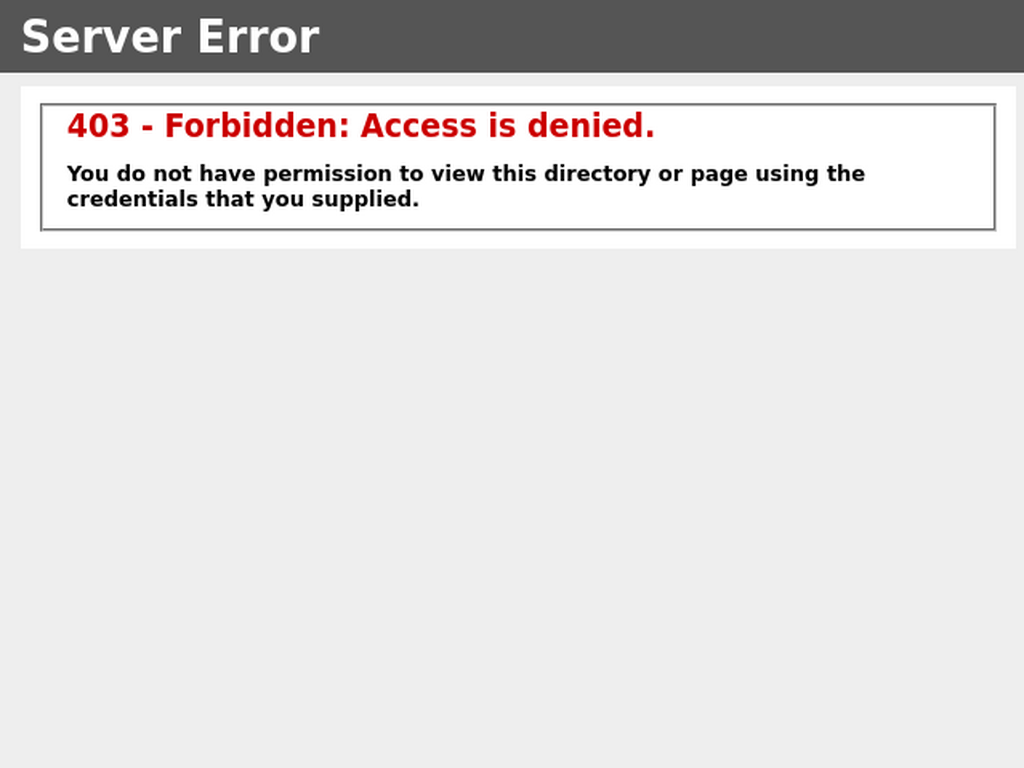 Server Error
403 - Forbidden: Access is denied.
You do not have permission to view this directory or page using the
credentials that you supplied.